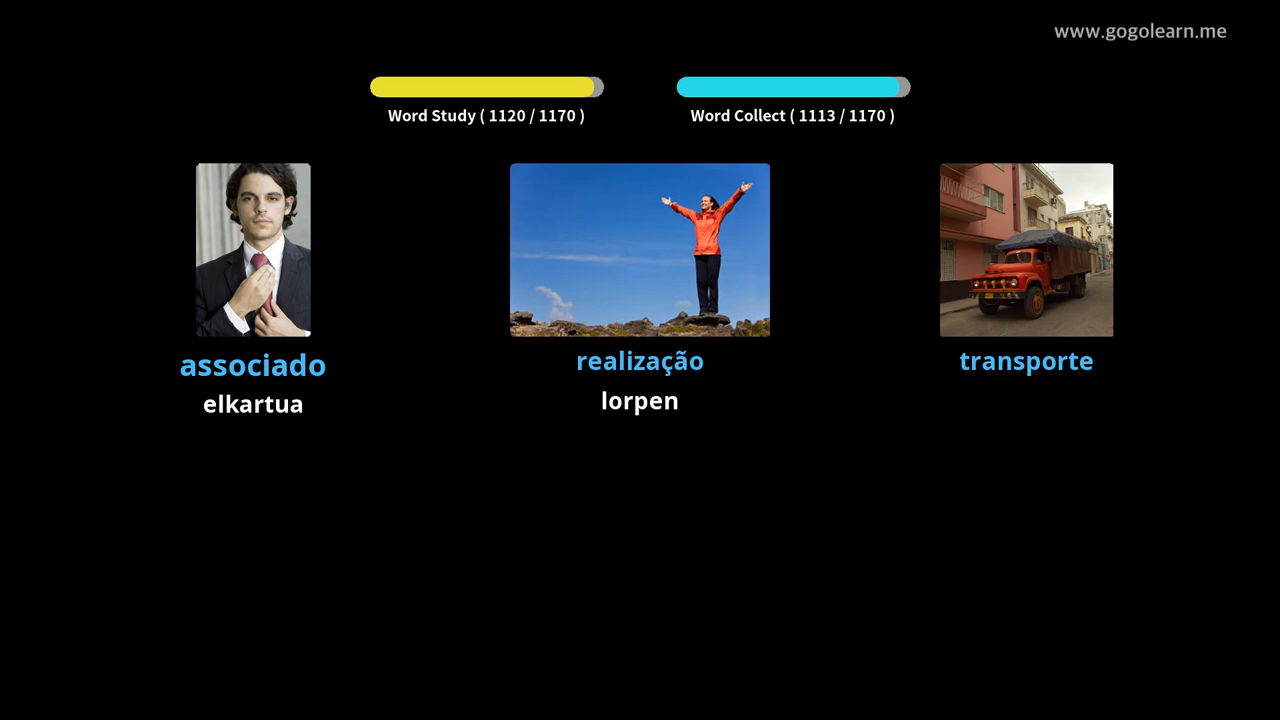 www.gogolearn.me
Word Study ( 1120 / 1170 )
Word Collect ( 1113 / 1170 )
associado
realização
transporte
elkartua
lorpen